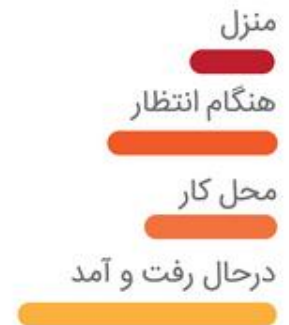 منزل
هنگام انتظار
محل کار
درحال رفت و آمد